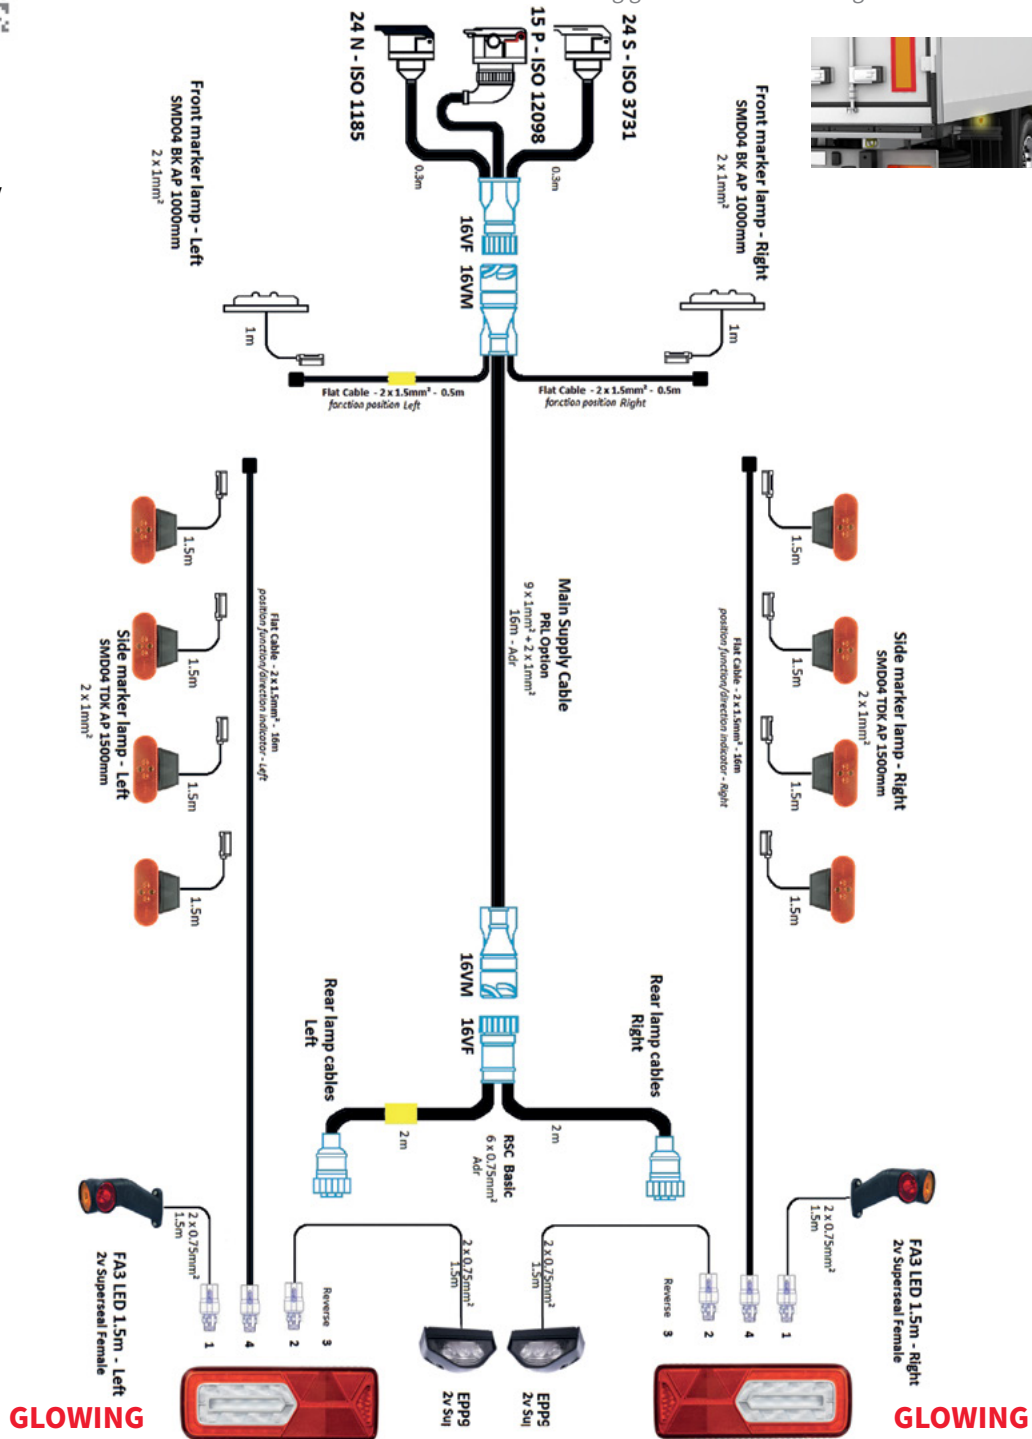 24 N - ISO 1185
15 P - ISO 12098
24 S - ISO 3731
0.3m
0.3m
Front marker lamp - Left
SMD04 BK AP 1000mm
2 x 1mm²
Front marker lamp - Right
SMD04 BK AP 1000mm
2 x 1mm²
16VF
16VM
1m
1m
Flat Cable - 2 x 1.5mm² - 0.5m
fonction position Left
Flat Cable - 2 x 1.5mm² - 0.5m
fonction position Right
1.5m
1.5m
1.5m
1.5m
Side marker lamp - Left
SMD04 TDK AP 1500mm
2 x 1mm²
Flat Cable - 2 x 1.5mm² - 16m
position function/direction indicator - Left
Main Supply Cable
PRL Option
9 x 1mm² + 2 x 1mm²
16m - Adr
Flat Cable - 2 x 1.5mm² - 16m
position function/direction indicator - Right
1.5m
1.5m
1.5m
1.5m
Side marker lamp - Right
SMD04 TDK AP 1500mm
2 x 1mm²
16VM
16VF
Rear lamp cables
Left
Rear lamp cables
Right
2m
2m
RSC Basic
6 x 0.75mm²
Adr
2 x 0.75mm²
1.5m
2 x 0.75mm²
1.5m
2 x 0.75mm²
1.5m
2 x 0.75mm²
1.5m
FA3 LED 1.5m - Left
2v Superseal Female
FA3 LED 1.5m - Right
2v Superseal Female
1
4
2
Reverse 3
Reverse 3
2
4
1
EPP9
2v Su
EPP9
2v Su
GLOWING
GLOWING